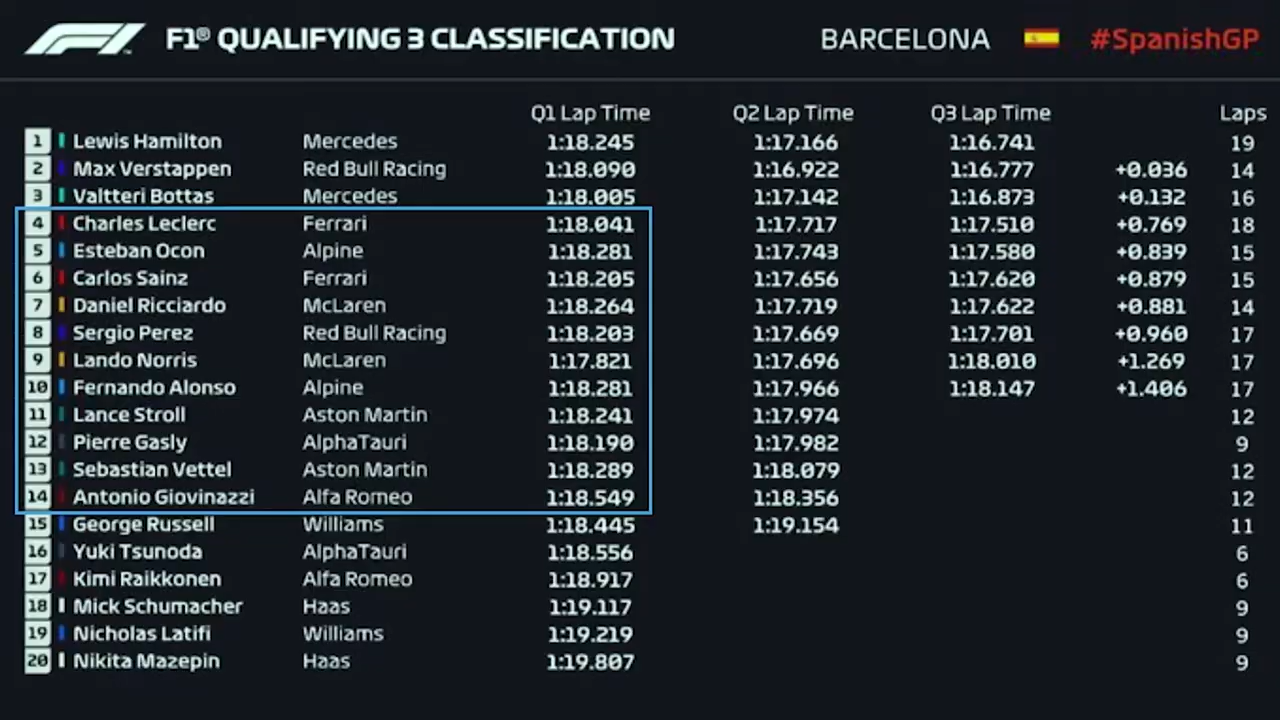 F1® QUALIFYING 3 CLASSIFICATION BARCELONA #SpanishGP
Q1 Lap Time Q2 Lap Time Q3 Lap Time Laps
1 Lewis Hamilton Mercedes 1:18.245 1:17.166 1:16.741 19
2 Max Verstappen Red Bull Racing 1:18.090 1:16.922 1:16.777 +0.036 14
3 Valtteri Bottas Mercedes 1:18.005 1:17.142 1:16.873 +0.132 16
4 Charles Leclerc Ferrari 1:18.041 1:17.717 1:17.510 +0.769 18
5 Esteban Ocon Alpine 1:18.281 1:17.743 1:17.580 +0.839 15
6 Carlos Sainz Ferrari 1:18.205 1:17.656 1:17.620 +0.879 15
7 Daniel Ricciardo McLaren 1:18.264 1:17.719 1:17.622 +0.881 14
8 Sergio Perez Red Bull Racing 1:18.203 1:17.669 1:17.701 +0.960 17
9 Lando Norris McLaren 1:17.821 1:17.696 1:18.010 +1.269 17
10 Fernando Alonso Alpine 1:18.281 1:17.966 1:18.147 +1.406 17
11 Lance Stroll Aston Martin 1:18.241 1:17.974 12
12 Pierre Gasly AlphaTauri 1:18.190 1:17.982 9
13 Sebastian Vettel Aston Martin 1:18.289 1:18.079 12
14 Antonio Giovinazzi Alfa Romeo 1:18.549 1:18.356 12
15 George Russell Williams 1:18.445 1:19.154 11
16 Yuki Tsunoda AlphaTauri 1:18.556 6
17 Kimi Raikkonen Alfa Romeo 1:18.917 6
18 Mick Schumacher Haas 1:19.117 9
19 Nicholas Latifi Williams 1:19.219 9
20 Nikita Mazepin Haas 1:19.807 9